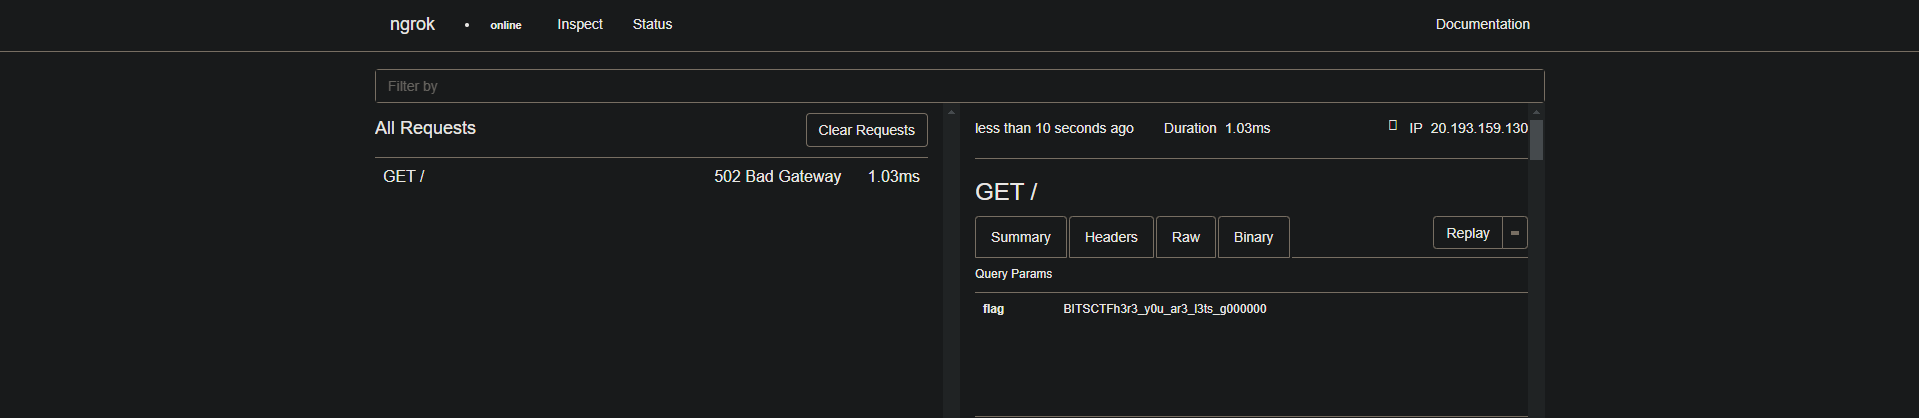 ngrok • online Inspect Status Documentation
Filter by
All Requests Clear Requests
GET / 502 Bad Gateway 1.03ms
less than 10 seconds ago Duration 1.03ms IP 20.193.159.130
GET /
Summary Headers Raw Binary Replay
Query Params
flag BITSCTFh3r3_y0u_ar3_l3ts_g000000